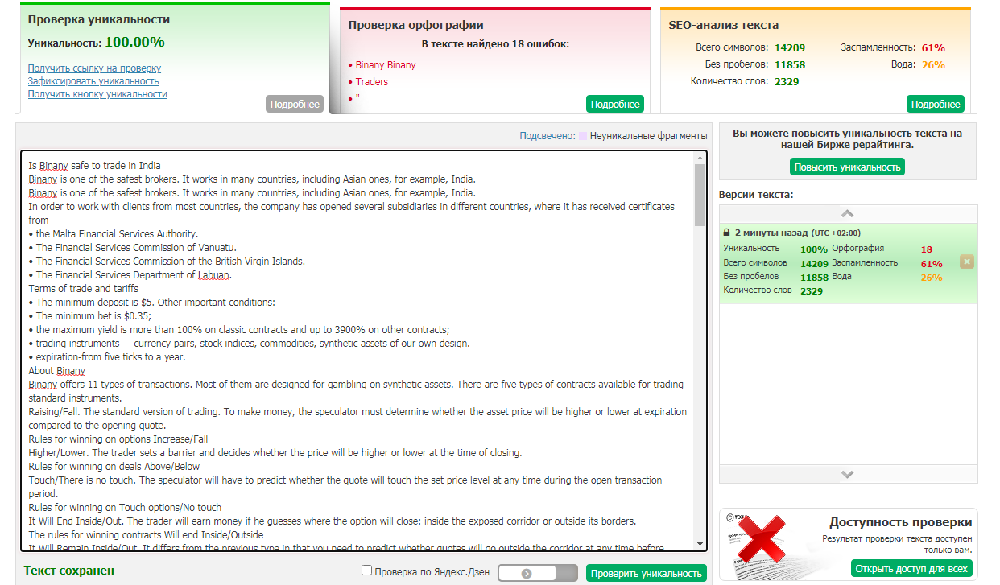 Проверка уникальности
Уникальность: 100.00%
Получить ссылку на проверку
Зафиксировать уникальность
Получить кнопку уникальности
Подробнее
Проверка орфографии
В тексте найдено 18 ошибок:
• Binany Binany
• Traders
• "
Подробнее
SEO-анализ текста
Всего символов: 14209 Заспамленность: 61%
Без пробелов: 11858 Вода: 26%
Количество слов: 2329
Подробнее
Подсвечено: Неуникальные фрагменты
Is Binany safe to trade in India
Binany is one of the safest brokers. It works in many countries, including Asian ones, for example, India.
Binany is one of the safest brokers. It works in many countries, including Asian ones, for example, India.
In order to work with clients from most countries, the company has opened several subsidiaries in different countries, where it has received certificates
from
• the Malta Financial Services Authority.
• The Financial Services Commission of Vanuatu.
• The Financial Services Commission of the British Virgin Islands.
• The Financial Services Department of Labuan.
Terms of trade and tariffs
• The minimum deposit is $5. Other important conditions:
• The minimum bet is $0.35;
• the maximum yield is more than 100% on classic contracts and up to 3900% on other contracts;
• trading instruments — currency pairs, stock indices, commodities, synthetic assets of our own design.
• expiration-from five ticks to a year.
About Binany
Binany offers 11 types of transactions. Most of them are designed for gambling on synthetic assets. There are five types of contracts available for trading
standard instruments.
Raising/Fall. The standard version of trading. To make money, the speculator must determine whether the asset price will be higher or lower at expiration
compared to the opening quote.
Rules for winning on options Increase/Fall
Higher/Lower. The trader sets a barrier and decides whether the price will be higher or lower at the time of closing.
Rules for winning on deals Above/Below
Touch/There is no touch. The speculator will have to predict whether the quote will touch the set price level at any time during the open transaction
period.
Rules for winning on Touch options/No touch
It Will End Inside/Out. The trader will earn money if he guesses where the option will close: inside the exposed corridor or outside its borders.
The rules for winning contracts Will end Inside/Outside
It Will Remain Inside/Out. It differs from the previous type in that you need to predict whether quotes will go outside the corridor at any time before
Текст сохранен
Проверка по Яндекс.Дзен
Проверить уникальность
Вы можете повысить уникальность текста на
нашей Бирже рерайтинга.
Повысить уникальность
Версии текста:
2 минуты назад (UTC +02:00)
Уникальность 100% Орфография 18
Всего символов 14209 Заспамленность 61%
Без пробелов 11858 Вода 26%
Количество слов 2329
Доступность проверки
Результат проверки текста доступен
только вам.
Открыть доступ для всех